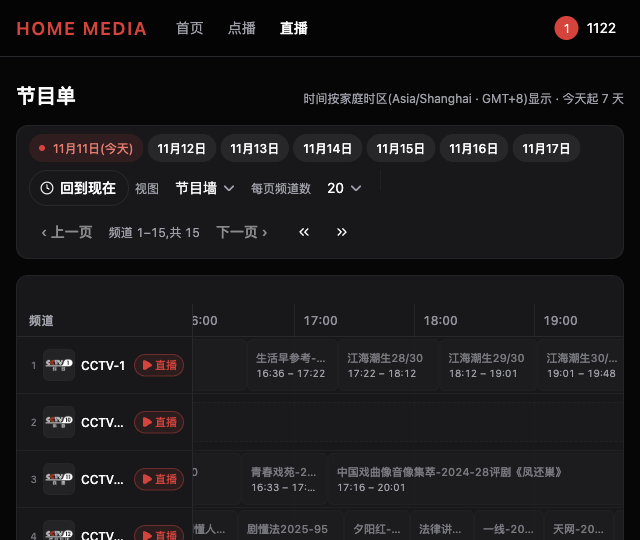 HOME MEDIA 首页 点播 直播 1 1122
节目单 时间按家庭时区(Asia/Shanghai · GMT+8)显示 · 今天起 7 天
11月11日(今天) 11月12日 11月13日 11月14日 11月15日 11月16日 11月17日
回到现在 视图 节目墙 每页频道数 20
‹ 上一页 频道 1–15,共 15 下一页 › « »
频道 6:00 17:00 18:00 19:00
1 CCTV-1 直播 生活早参考-… 江海潮生28/30 江海潮生29/30 江海潮生30/…
16:36 – 17:22 17:22 – 18:12 18:12 – 19:01 19:01 – 19:48
2 CCTV… 直播
3 CCTV… 直播 0 青春戏苑-2… 中国戏曲像音像集萃-2024-28评剧《凤还巢》
16:33 – 17:… 17:16 – 20:01
4 CCTV… 直播 懂人… 剧懂法2025-95 夕阳红-… 法律讲… 一线-20… 天网-20…